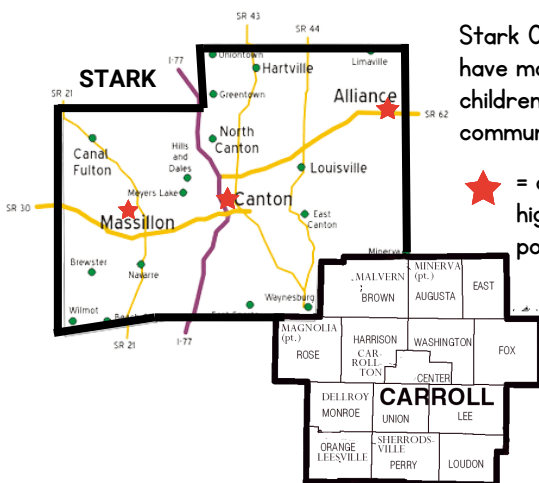 SR 43
SR 44
Stark C
have mo
children
commun
= a
hig
po
Uniontown
Limaville
Hartville
I-77
STARK
SR 21
Greentown
Alliance
SR 62
North
Canton
Canal
Fulton
Hills
and
Dales
Louisville
Meyers Lake
Canton
SR 30
Massillon
East
Canton
Minerva
Brewster
Navarre
Waynesburg
Wilmot
SR 21
I-77
MALVERN
BROWN
MINERVA
(pt.)
AUGUSTA
EAST
MAGNOLIA
(pt.)
ROSE
HARRISON
CAR-
ROLL-
TON
WASHINGTON
FOX
CENTER
CARROLL
DELLROY
MONROE
UNION
LEE
ORANGE
LEESVILLE
SHERRODS-
VILLE
PERRY
LOUDON